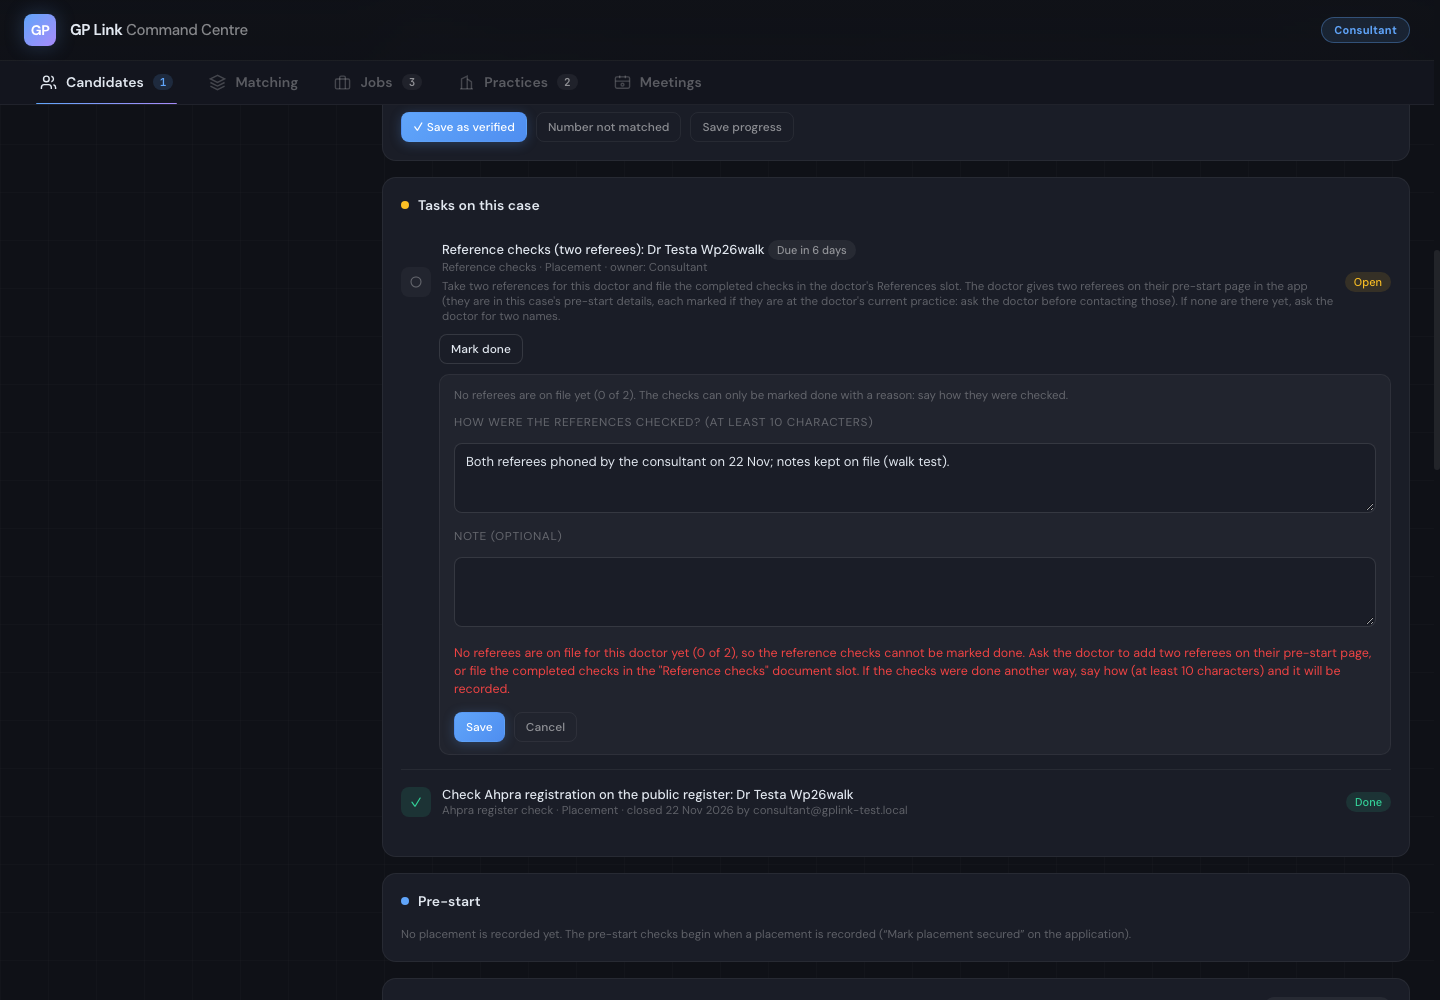 GP
GP Link Command Centre
Consultant
Candidates 1
Matching
Jobs 3
Practices 2
Meetings
✓ Save as verified
Number not matched
Save progress
Tasks on this case
Reference checks (two referees): Dr Testa Wp26walk Due in 6 days
Reference checks · Placement · owner: Consultant
Take two references for this doctor and file the completed checks in the doctor's References slot. The doctor gives two referees on their pre-start page in the app
(they are in this case's pre-start details, each marked if they are at the doctor's current practice: ask the doctor before contacting those). If none are there yet, ask the
doctor for two names.
Open
Mark done
No referees are on file yet (0 of 2). The checks can only be marked done with a reason: say how they were checked.
HOW WERE THE REFERENCES CHECKED? (AT LEAST 10 CHARACTERS)
Both referees phoned by the consultant on 22 Nov; notes kept on file (walk test).
NOTE (OPTIONAL)
No referees are on file for this doctor yet (0 of 2), so the reference checks cannot be marked done. Ask the doctor to add two referees on their pre-start page,
or file the completed checks in the "Reference checks" document slot. If the checks were done another way, say how (at least 10 characters) and it will be
recorded.
Save
Cancel
Check Ahpra registration on the public register: Dr Testa Wp26walk
Ahpra register check · Placement · closed 22 Nov 2026 by consultant@gplink-test.local
Done
Pre-start
No placement is recorded yet. The pre-start checks begin when a placement is recorded (“Mark placement secured” on the application).